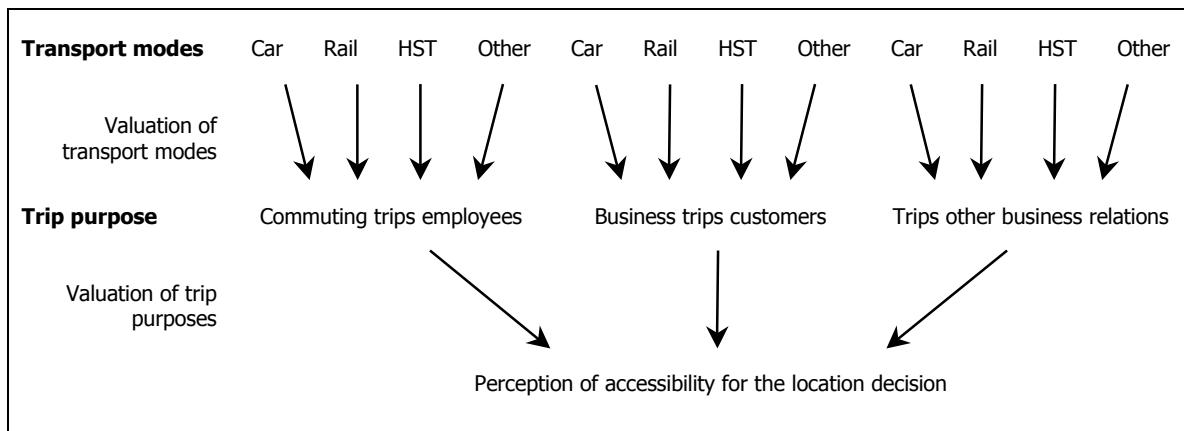 Transport modes Car Rail HST Other Car Rail HST Other Car Rail HST Other
Valuation of
transport modes
Trip purpose Commuting trips employees Business trips customers Trips other business relations
Valuation of trip
purposes
Perception of accessibility for the location decision